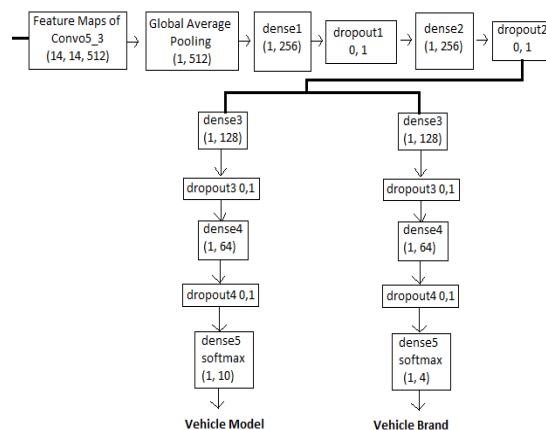 Feature Maps of
Convo5_3
(14, 14, 512)
Global Average
Pooling
(1, 512)
dense1
(1, 256)
dropout1
0, 1
dense2
(1, 256)
dropout2
0, 1
dense3
(1, 128)
dropout3 0,1
dense4
(1, 64)
dropout4 0,1
dense5
softmax
(1, 10)
Vehicle Model
dense3
(1, 128)
dropout3 0,1
dense4
(1, 64)
dropout4 0,1
dense5
softmax
(1, 4)
Vehicle Brand